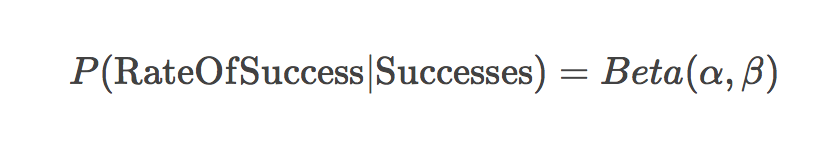 P(RateOfSuccess|Successes) = Beta(α, β)